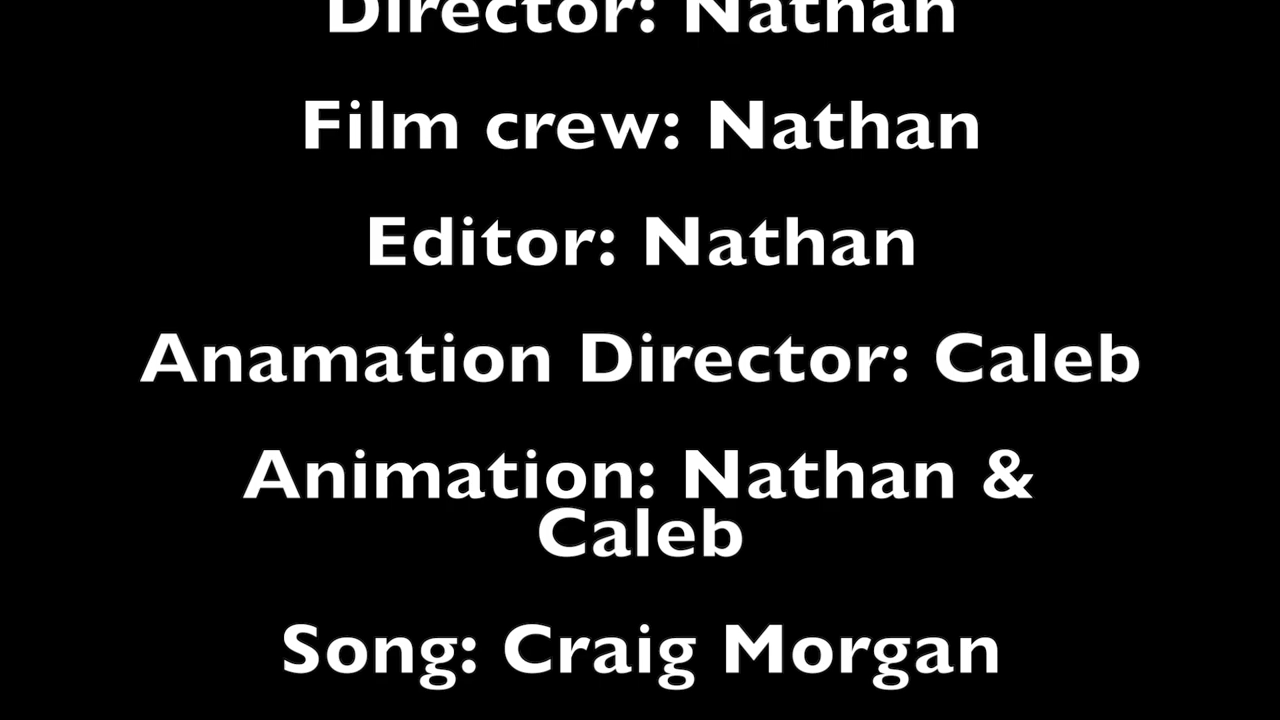 Director: Nathan
Film crew: Nathan
Editor: Nathan
Anamation Director: Caleb
Animation: Nathan &
Caleb
Song: Craig Morgan